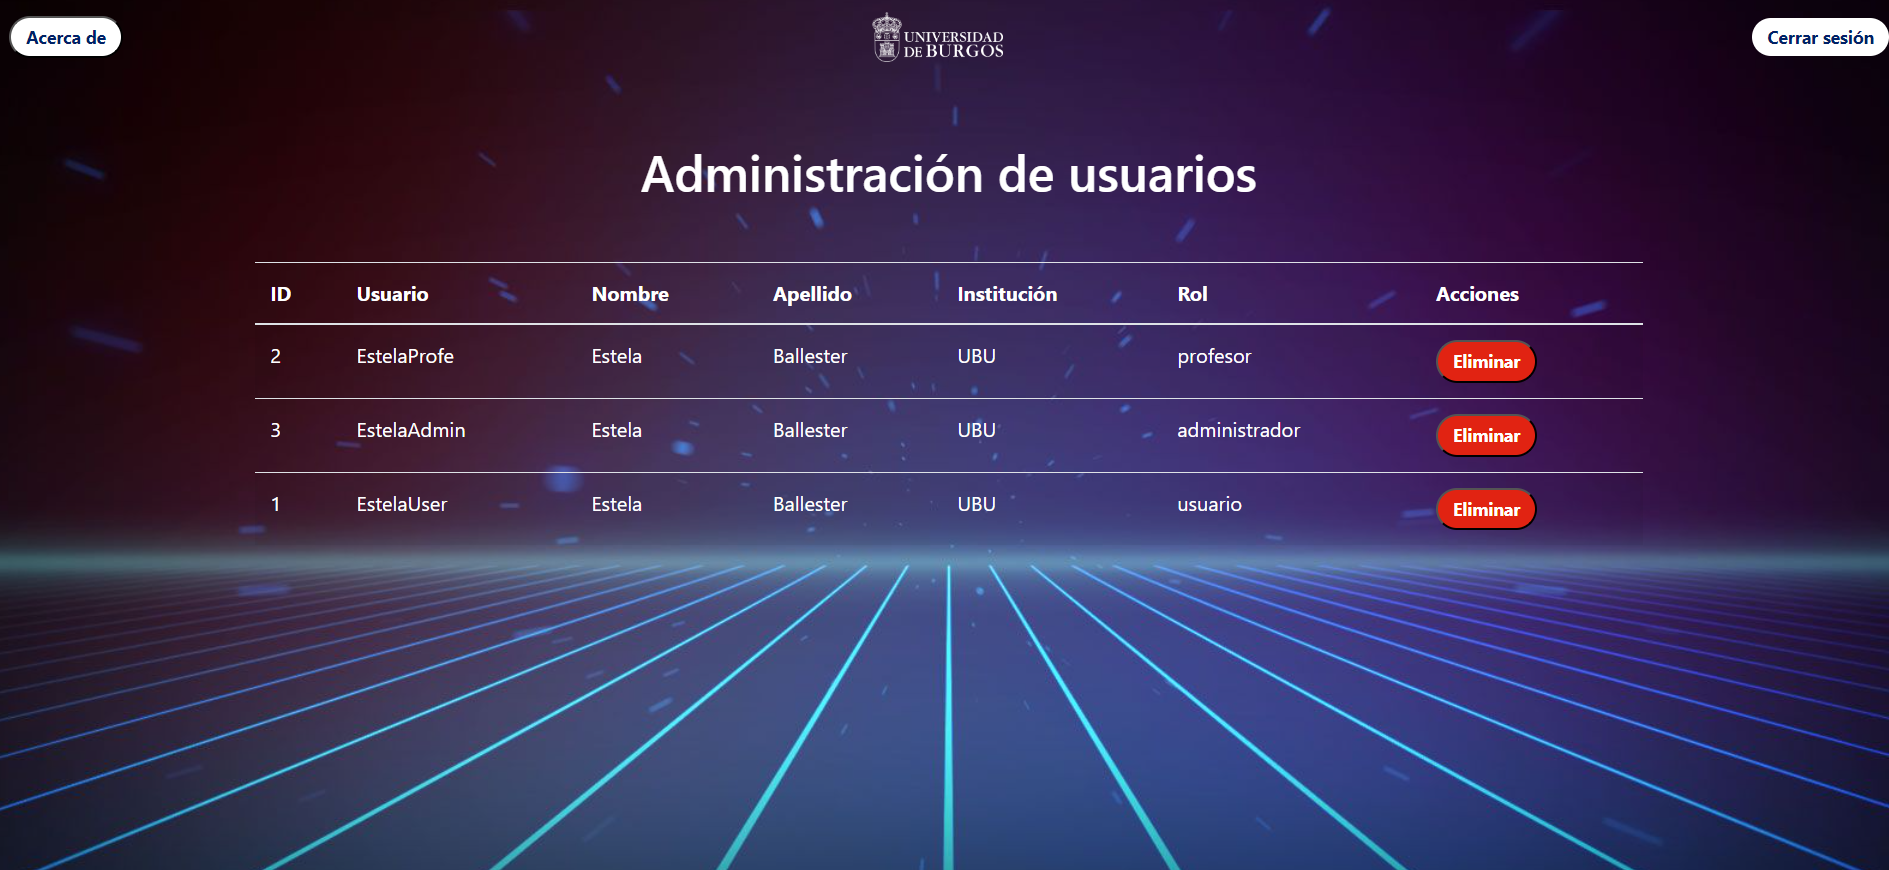 Acerca de
UNIVERSIDAD
DE BURGOS
Cerrar sesión
Administración de usuarios
ID Usuario Nombre Apellido Institución Rol Acciones
2 EstelaProfe Estela Ballester UBU profesor Eliminar
3 EstelaAdmin Estela Ballester UBU administrador Eliminar
1 EstelaUser Estela Ballester UBU usuario Eliminar